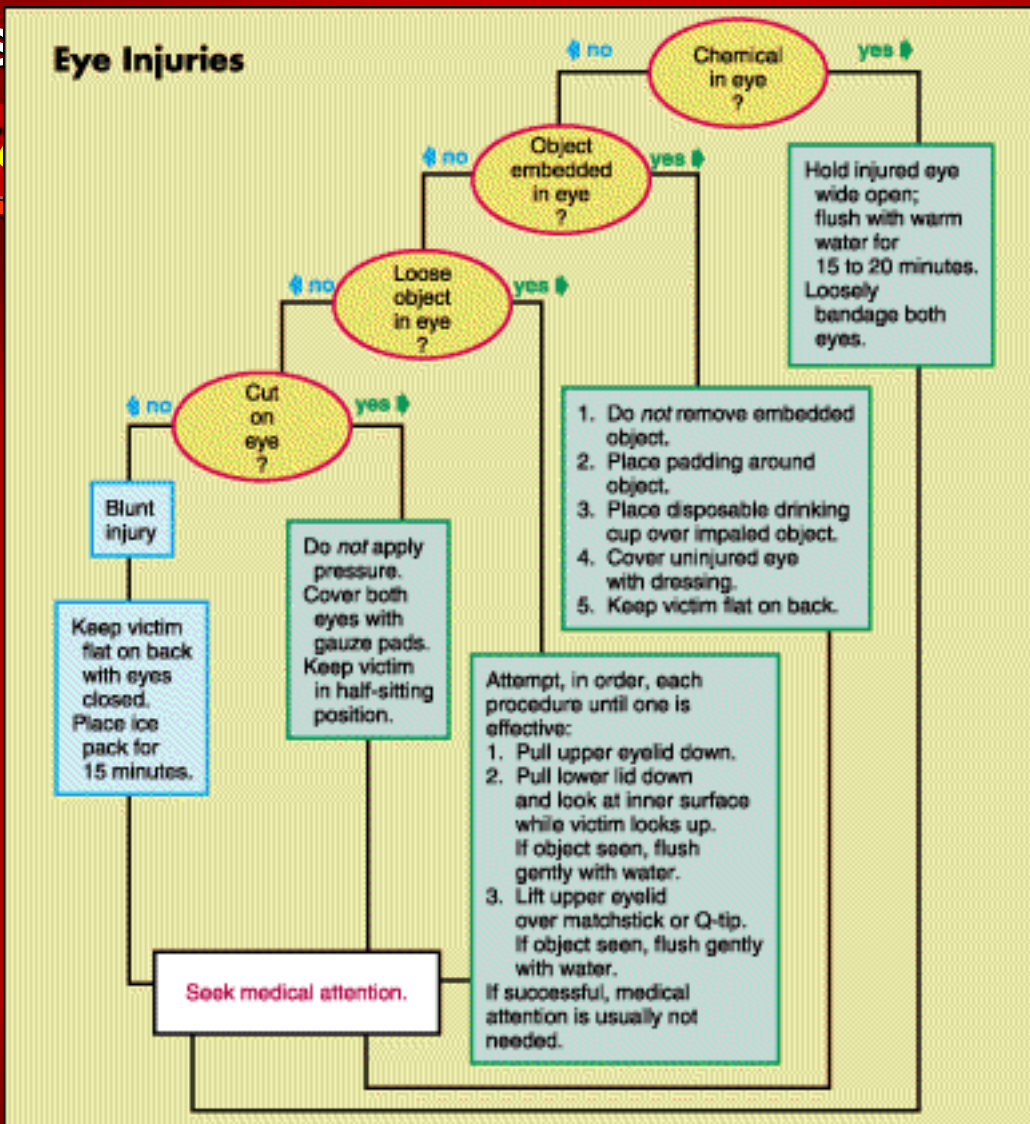 Eye Injuries
no
Chemical
in eye
?
yes
no
Object
embedded
in eye
?
yes
Hold injured eye
wide open;
flush with warm
water for
15 to 20 minutes.
Loosely
bandage both
eyes.
no
Loose
object
in eye
?
yes
no
Cut
on
eye
?
yes
1. Do not remove embedded
object.
2. Place padding around
object.
3. Place disposable drinking
cup over impaled object.
4. Cover uninjured eye
with dressing.
5. Keep victim flat on back.
Blunt
injury
Do not apply
pressure.
Cover both
eyes with
gauze pads.
Keep victim
in half-sitting
position.
Keep victim
flat on back
with eyes
closed.
Place ice
pack for
15 minutes.
Attempt, in order, each
procedure until one is
effective:
1. Pull upper eyelid down.
2. Pull lower lid down
and look at inner surface
while victim looks up.
If object seen, flush
gently with water.
3. Lift upper eyelid
over matchstick or Q-tip.
If object seen, flush gently
with water.
If successful, medical
attention is usually not
needed.
Seek medical attention.